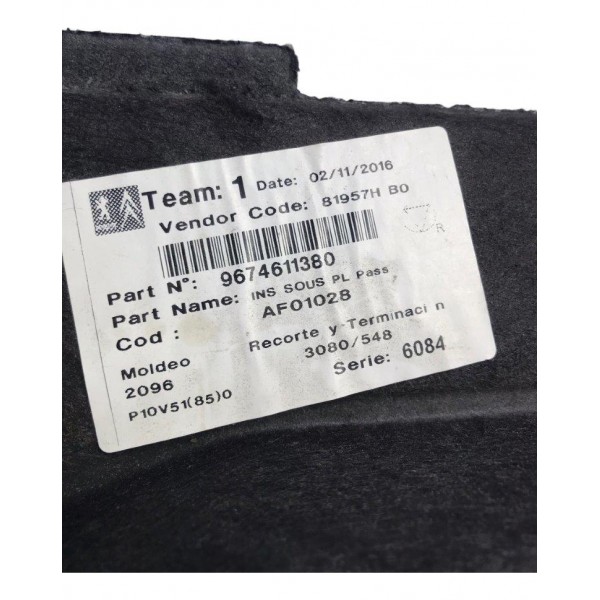 Team: 1 Date: 02/11/2016
Vendor Code: 81957H B0
Part N°: 9674611380
Part Name: INS SOUS PL Pass
Cod : AF01028
Moldeo Recorte y Terminaci n
2096 3080/548
P10V51(85)0 Serie: 6084
R